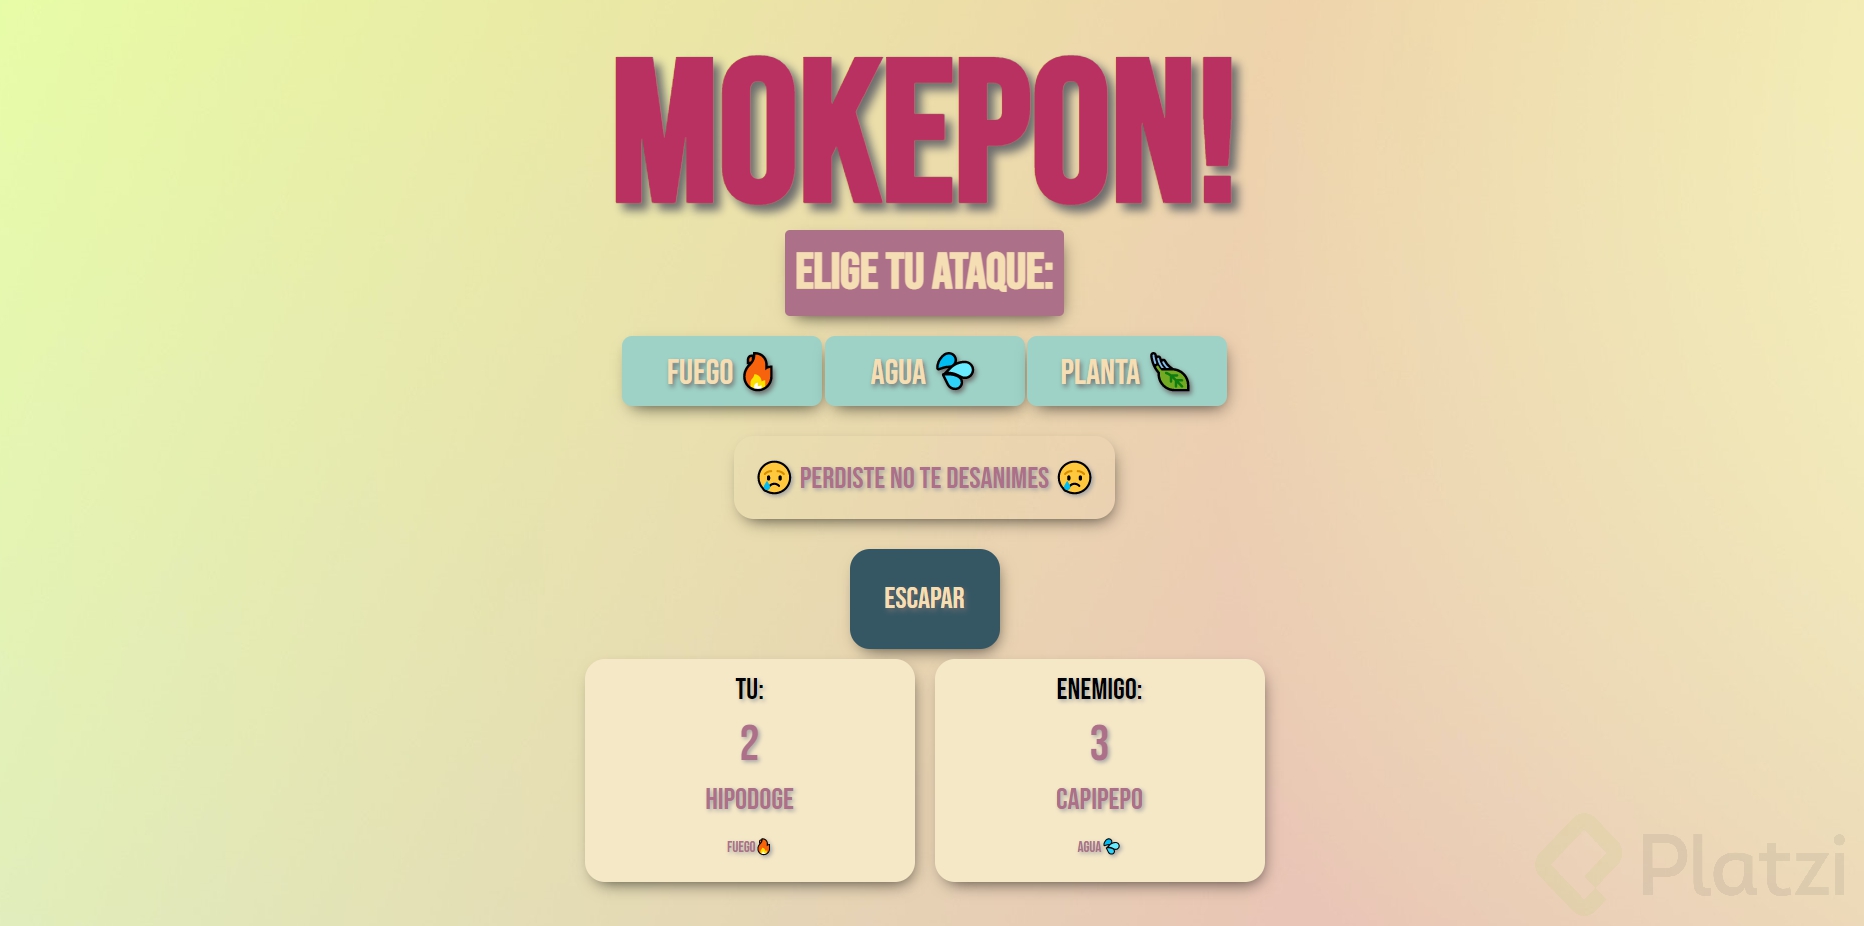 MOKEPON!
ELIGE TU ATAQUE:
FUEGO🔥 AGUA 💦 PLANTA 🍃
😥 PERDISTE NO TE DESANIMES 😥
ESCAPAR
TU:
2
HIPODOGE
FUEGO🔥
ENEMIGO:
3
CAPIPEPO
AGUA💦
Platzi